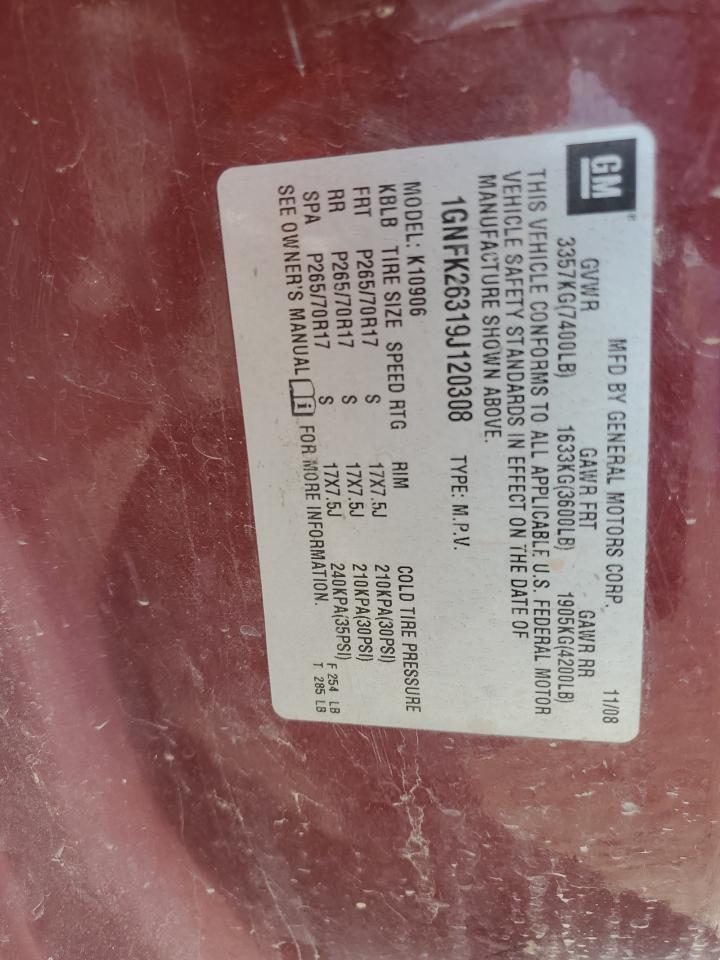 GM®
MFD BY GENERAL MOTORS CORP. 11/08
GVWR GAWR FRT GAWR RR
3357KG(7400LB) 1633KG(3600LB) 1905KG(4200LB)
THIS VEHICLE CONFORMS TO ALL APPLICABLE U.S. FEDERAL MOTOR
VEHICLE SAFETY STANDARDS IN EFFECT ON THE DATE OF
MANUFACTURE SHOWN ABOVE.
1GNFK26319J120308 TYPE: M.P.V.
MODEL: K10906
KBLB TIRE SIZE SPEED RTG RIM COLD TIRE PRESSURE
FRT P265/70R17 S 17X7.5J 210KPA(30PSI)
RR P265/70R17 S 17X7.5J 210KPA(30PSI)
SPA P265/70R17 S 17X7.5J 240KPA(35PSI) F 254 LB
SEE OWNER'S MANUAL i FOR MORE INFORMATION. T 285 LB